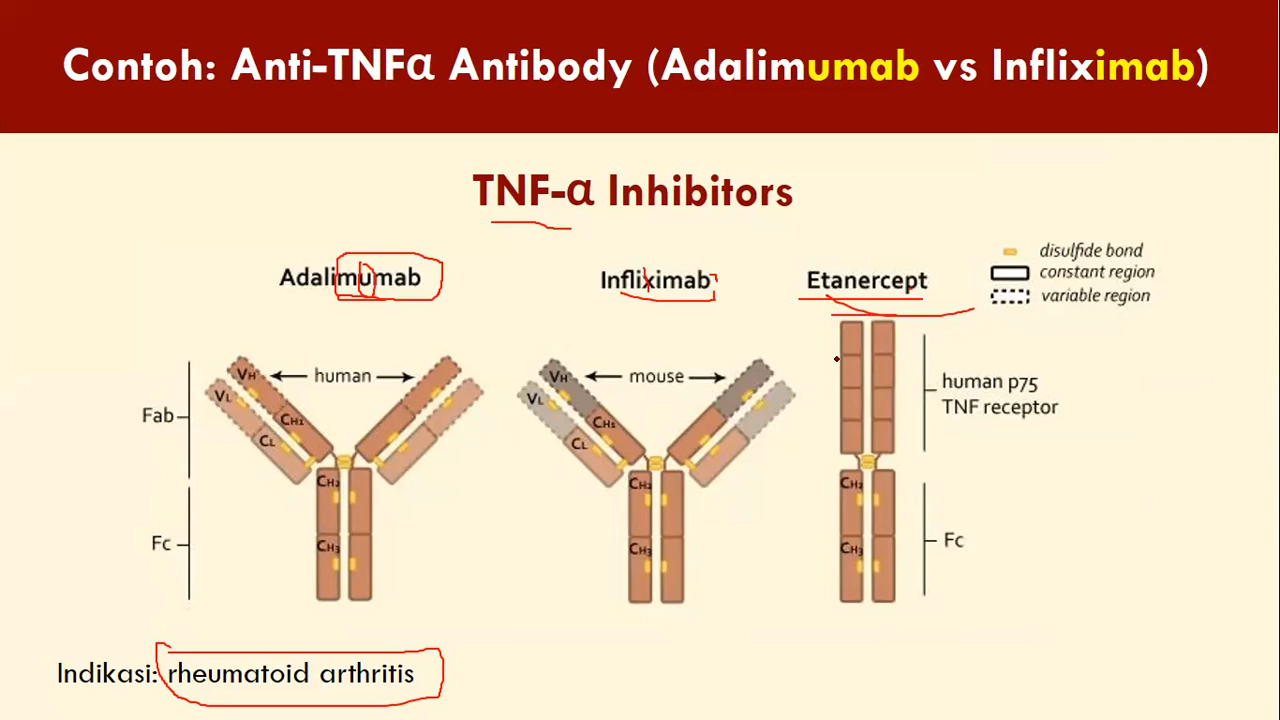 Contoh: Anti-TNFα Antibody (Adalimumab vs Infliximab)
TNF-α Inhibitors
Adalimumab
Infliximab
Etanercept
disulfide bond
constant region
variable region
VH
human
VL
CH1
CL
Fab
CH2
CH3
Fc
VH
mouse
VL
CH1
CL
CH2
CH3
human p75
TNF receptor
CH2
CH3
Fc
Indikasi: rheumatoid arthritis